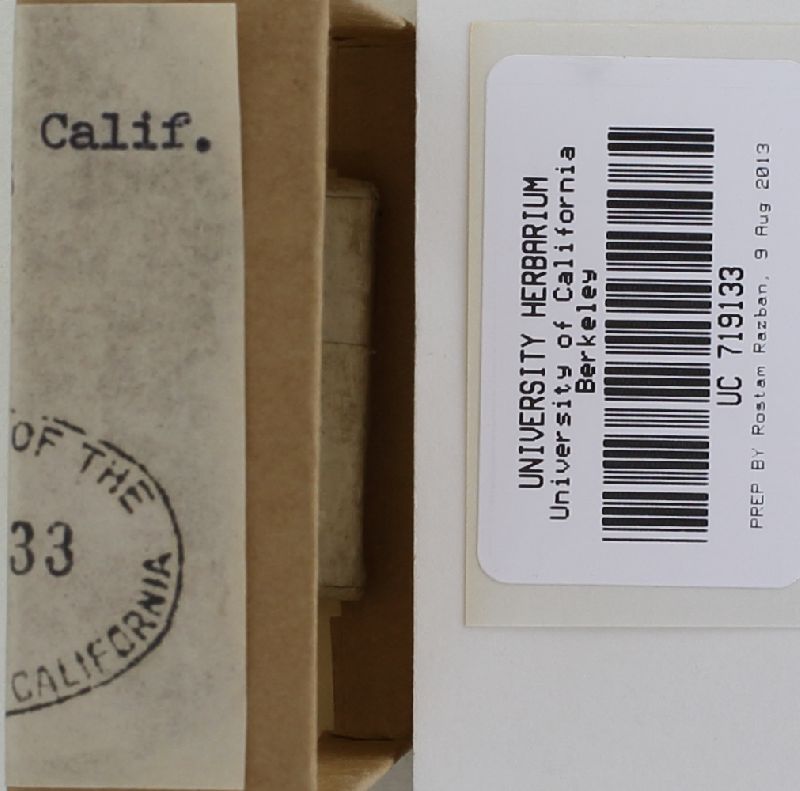 Calif.
OF THE
33
CALIFORNIA
UNIVERSITY HERBARIUM
University of California
Berkeley
UC 719133
PREP BY Rostam Razban, 9 Aug 2013